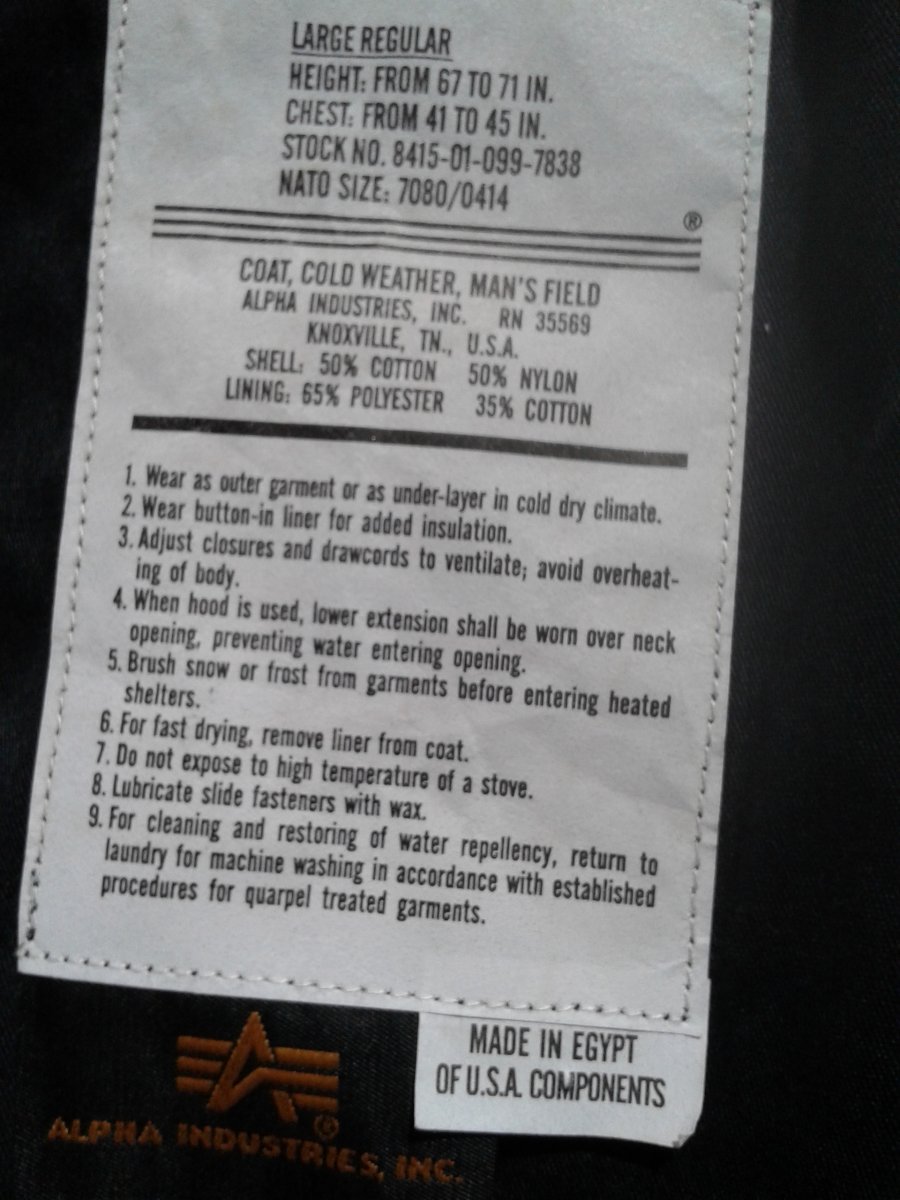 LARGE REGULAR
HEIGHT: FROM 67 TO 71 IN.
CHEST: FROM 41 TO 45 IN.
STOCK NO. 8415-01-099-7838
NATO SIZE: 7080/0414
®
COAT, COLD WEATHER, MAN'S FIELD
ALPHA INDUSTRIES, INC. RN 35569
KNOXVILLE, TN., U.S.A.
SHELL: 50% COTTON 50% NYLON
LINING: 65% POLYESTER 35% COTTON
1. Wear as outer garment or as under-layer in cold dry climate.
2. Wear button-in liner for added insulation.
3. Adjust closures and drawcords to ventilate; avoid overheat-
ing of body.
4. When hood is used, lower extension shall be worn over neck
opening, preventing water entering opening.
5. Brush snow or frost from garments before entering heated
shelters.
6. For fast drying, remove liner from coat.
7. Do not expose to high temperature of a stove.
8. Lubricate slide fasteners with wax.
9. For cleaning and restoring of water repellency, return to
laundry for machine washing in accordance with established
procedures for quarpel treated garments.
MADE IN EGYPT
OF U.S.A. COMPONENTS
®
ALPHA INDUSTRIES, INC.